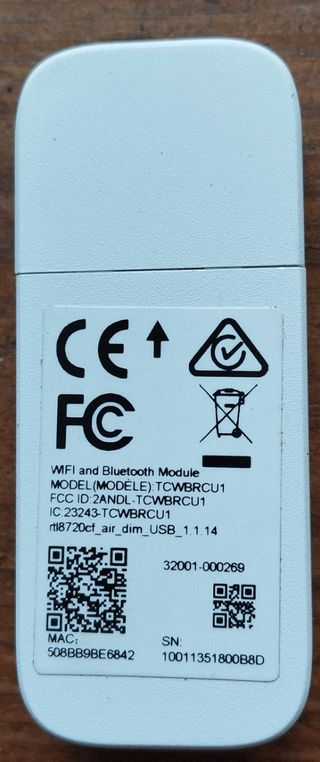 CE
FC
WIFI and Bluetooth Module
MODEL(MODÈLE):TCWBRCU1
FCC ID:2ANDL-TCWBRCU1
IC:23243-TCWBRCU1
rtl8720cf_air_dim_USB_1.1.14
32001-000269
MAC:
508BB9BE6842
SN:
10011351800B8D